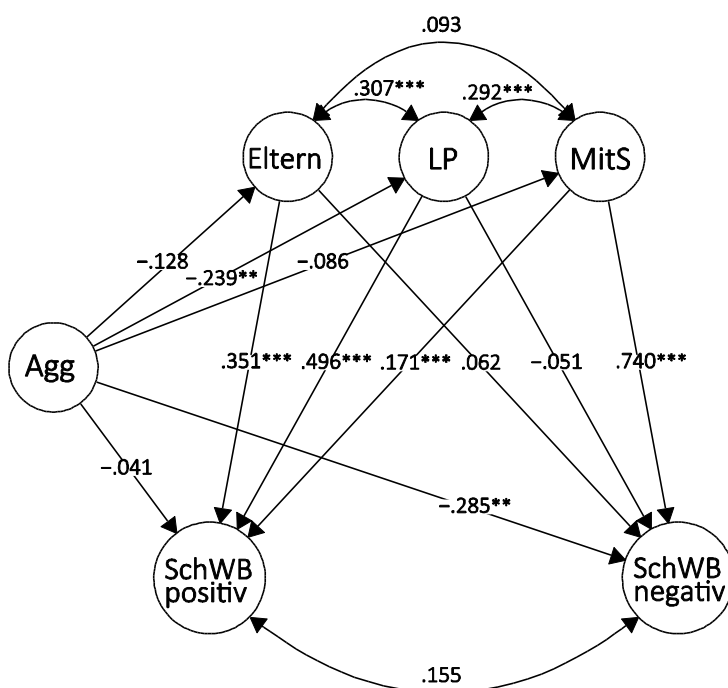 .093
.307***
.292***
Eltern
LP
MitS
−.128
−.239**
−.086
Agg
.351***
.496***
.171***
.062
−.051
.740***
−.041
−.285**
SchWB
positiv
SchWB
negativ
.155